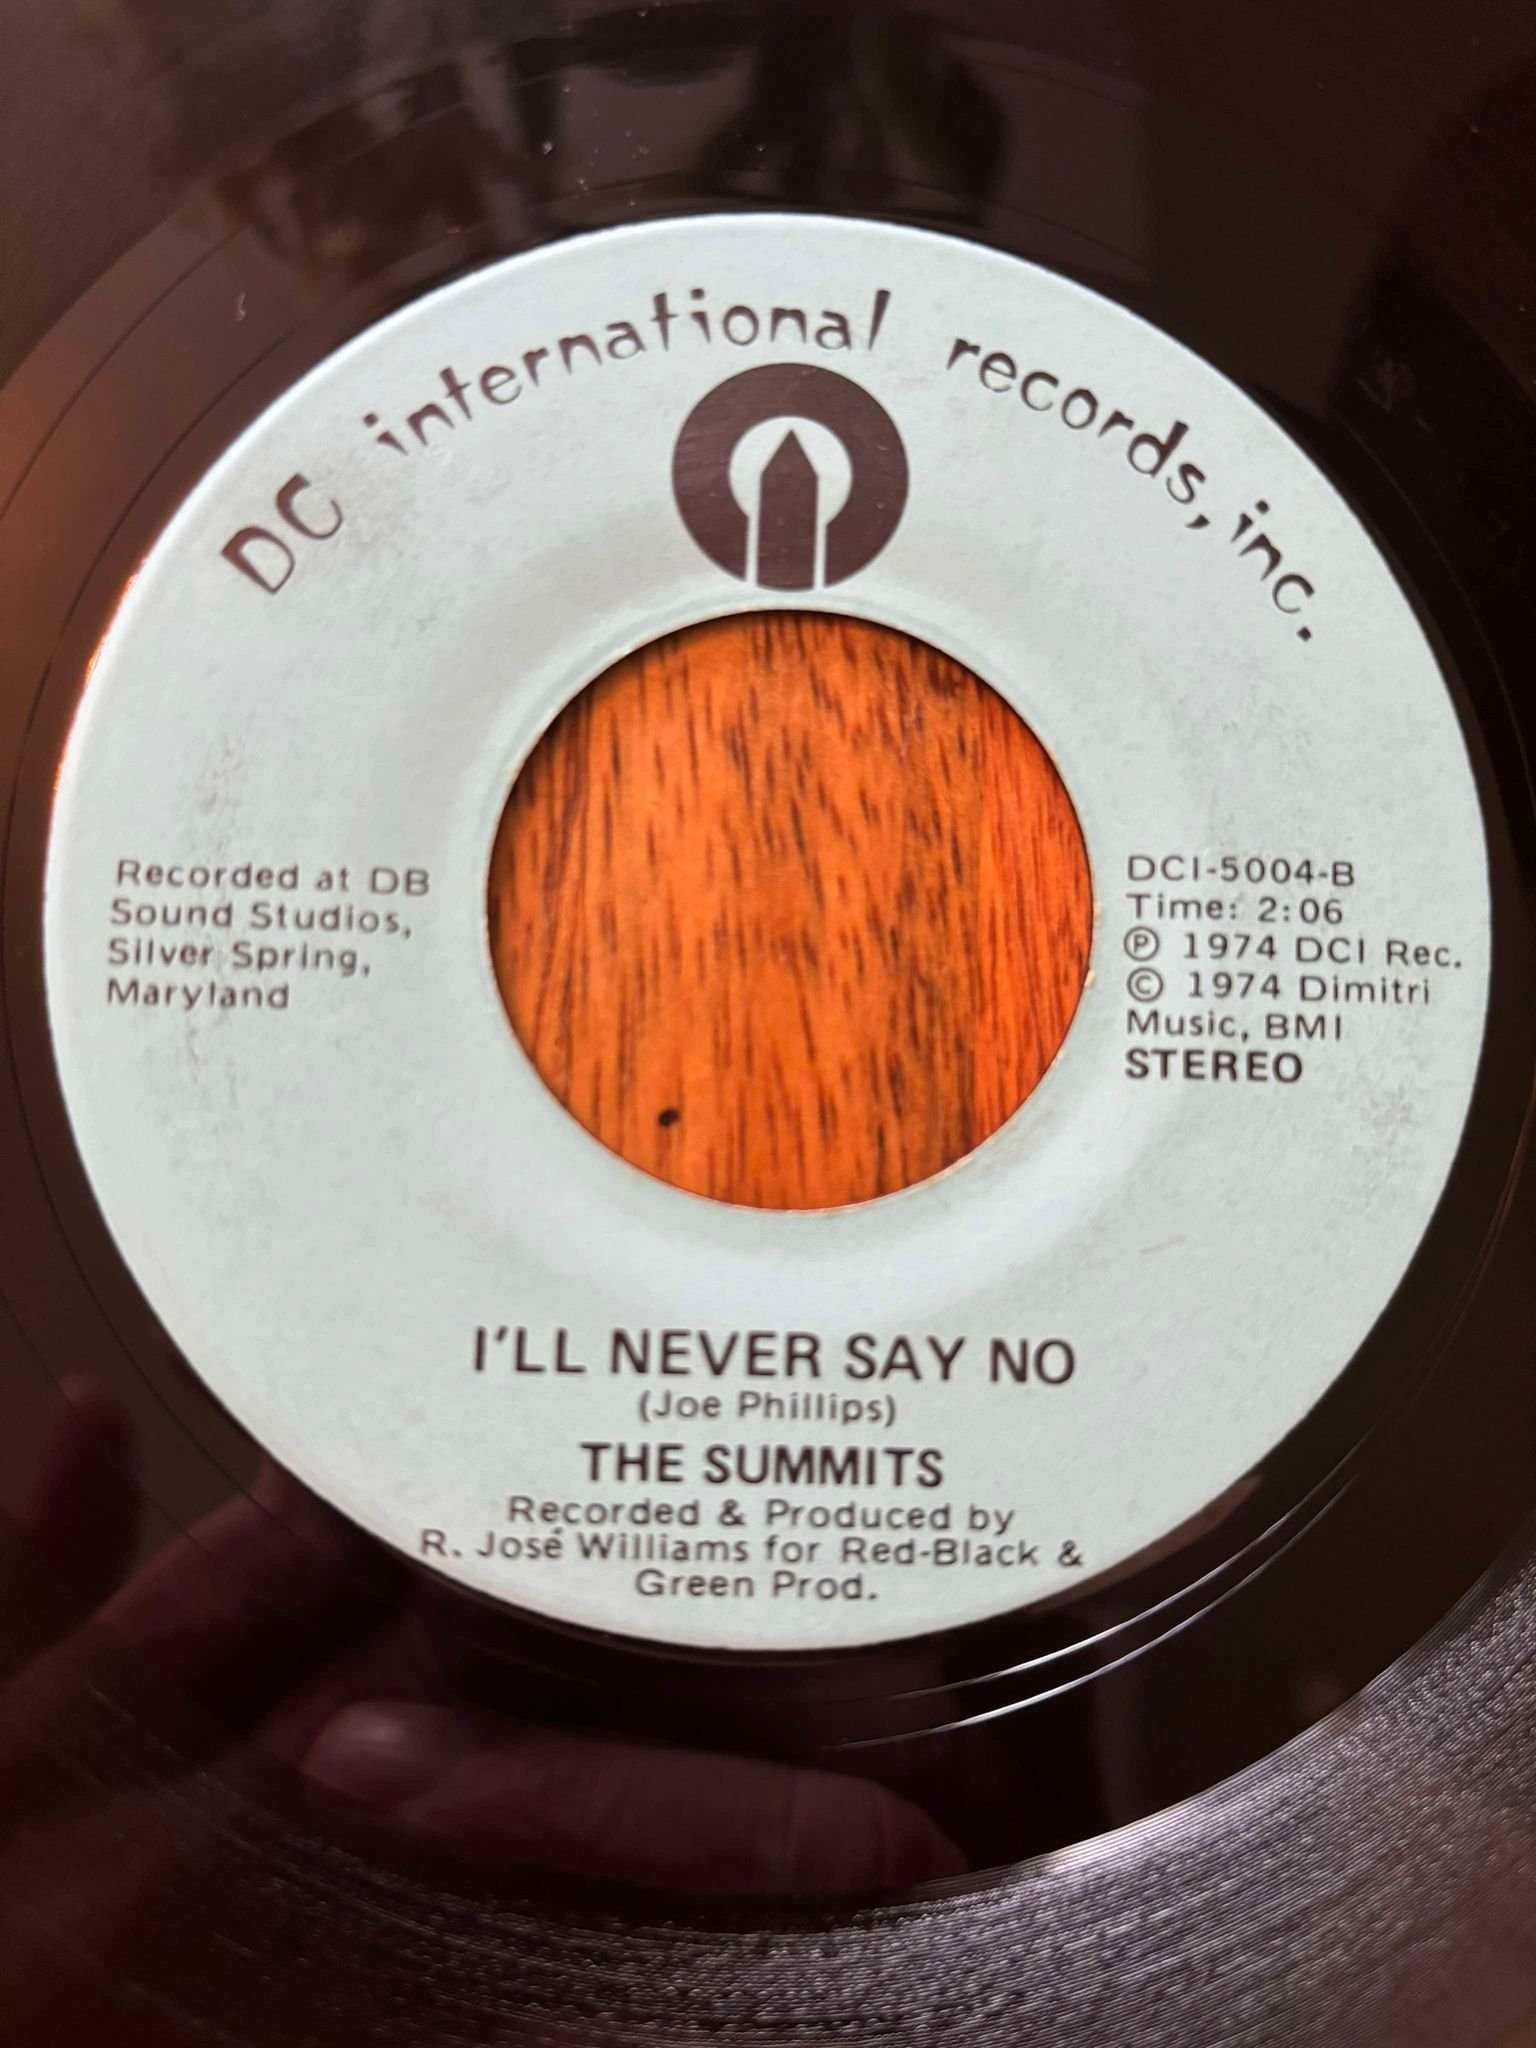 DC international records, inc.
Recorded at DB
Sound Studios,
Silver Spring,
Maryland
DCI-5004-B
Time: 2:06
Ⓟ 1974 DCI Rec.
© 1974 Dimitri
Music, BMI
STEREO
I'LL NEVER SAY NO
(Joe Phillips)
THE SUMMITS
Recorded & Produced by
R. José Williams for Red-Black &
Green Prod.